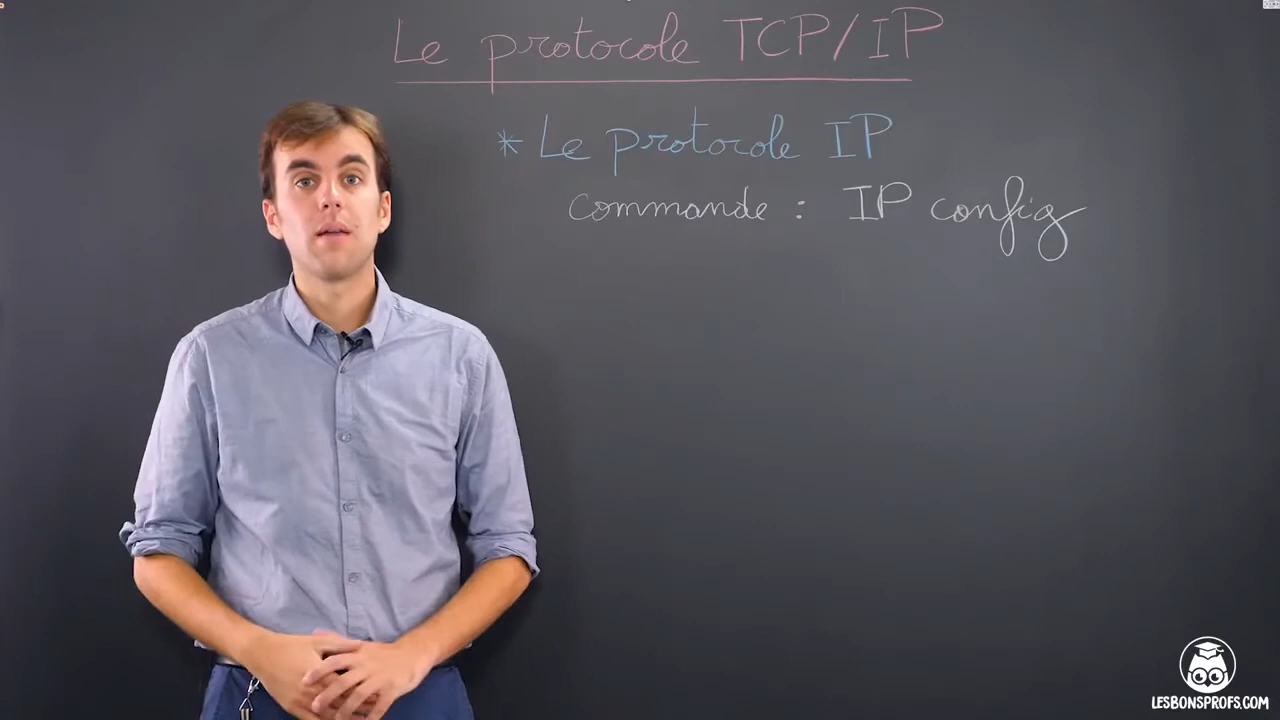 Le protocole TCP/IP
* Le protocole IP
commande : IP config
LESBONSPROFS.COM